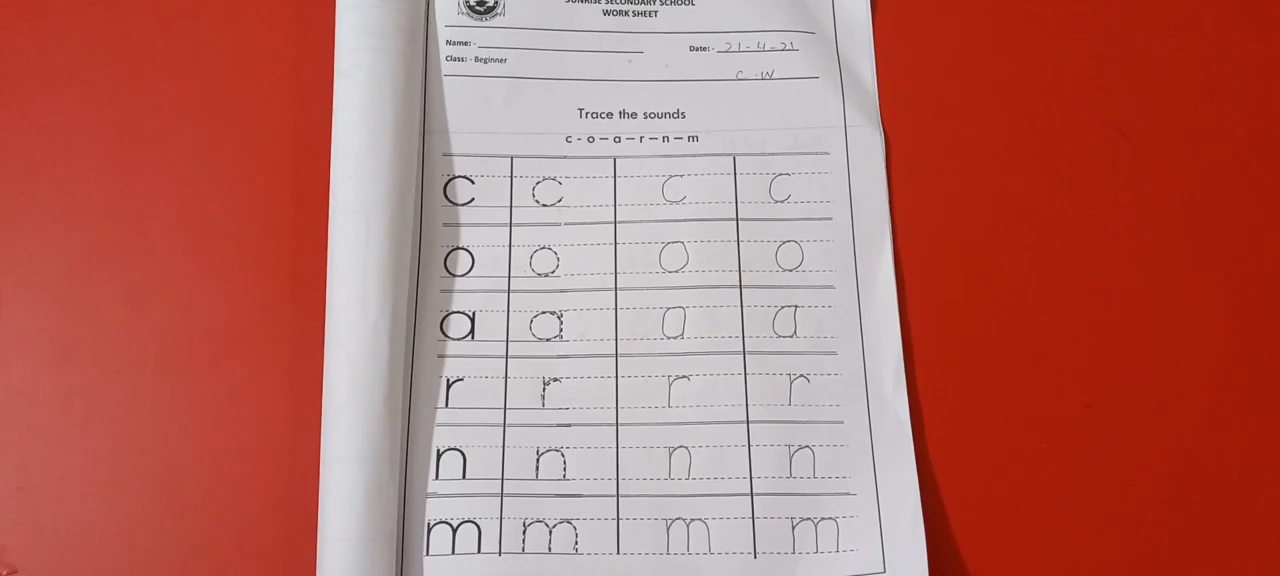 SUNRISE SECONDARY SCHOOL
WORK SHEET
Name: - Date:- 21-4-21
Class: - Beginner
C-W
Trace the sounds
c - o – a – r – n – m
c c c c
o o o o
a a a a
r r r r
n n n n
m m m m